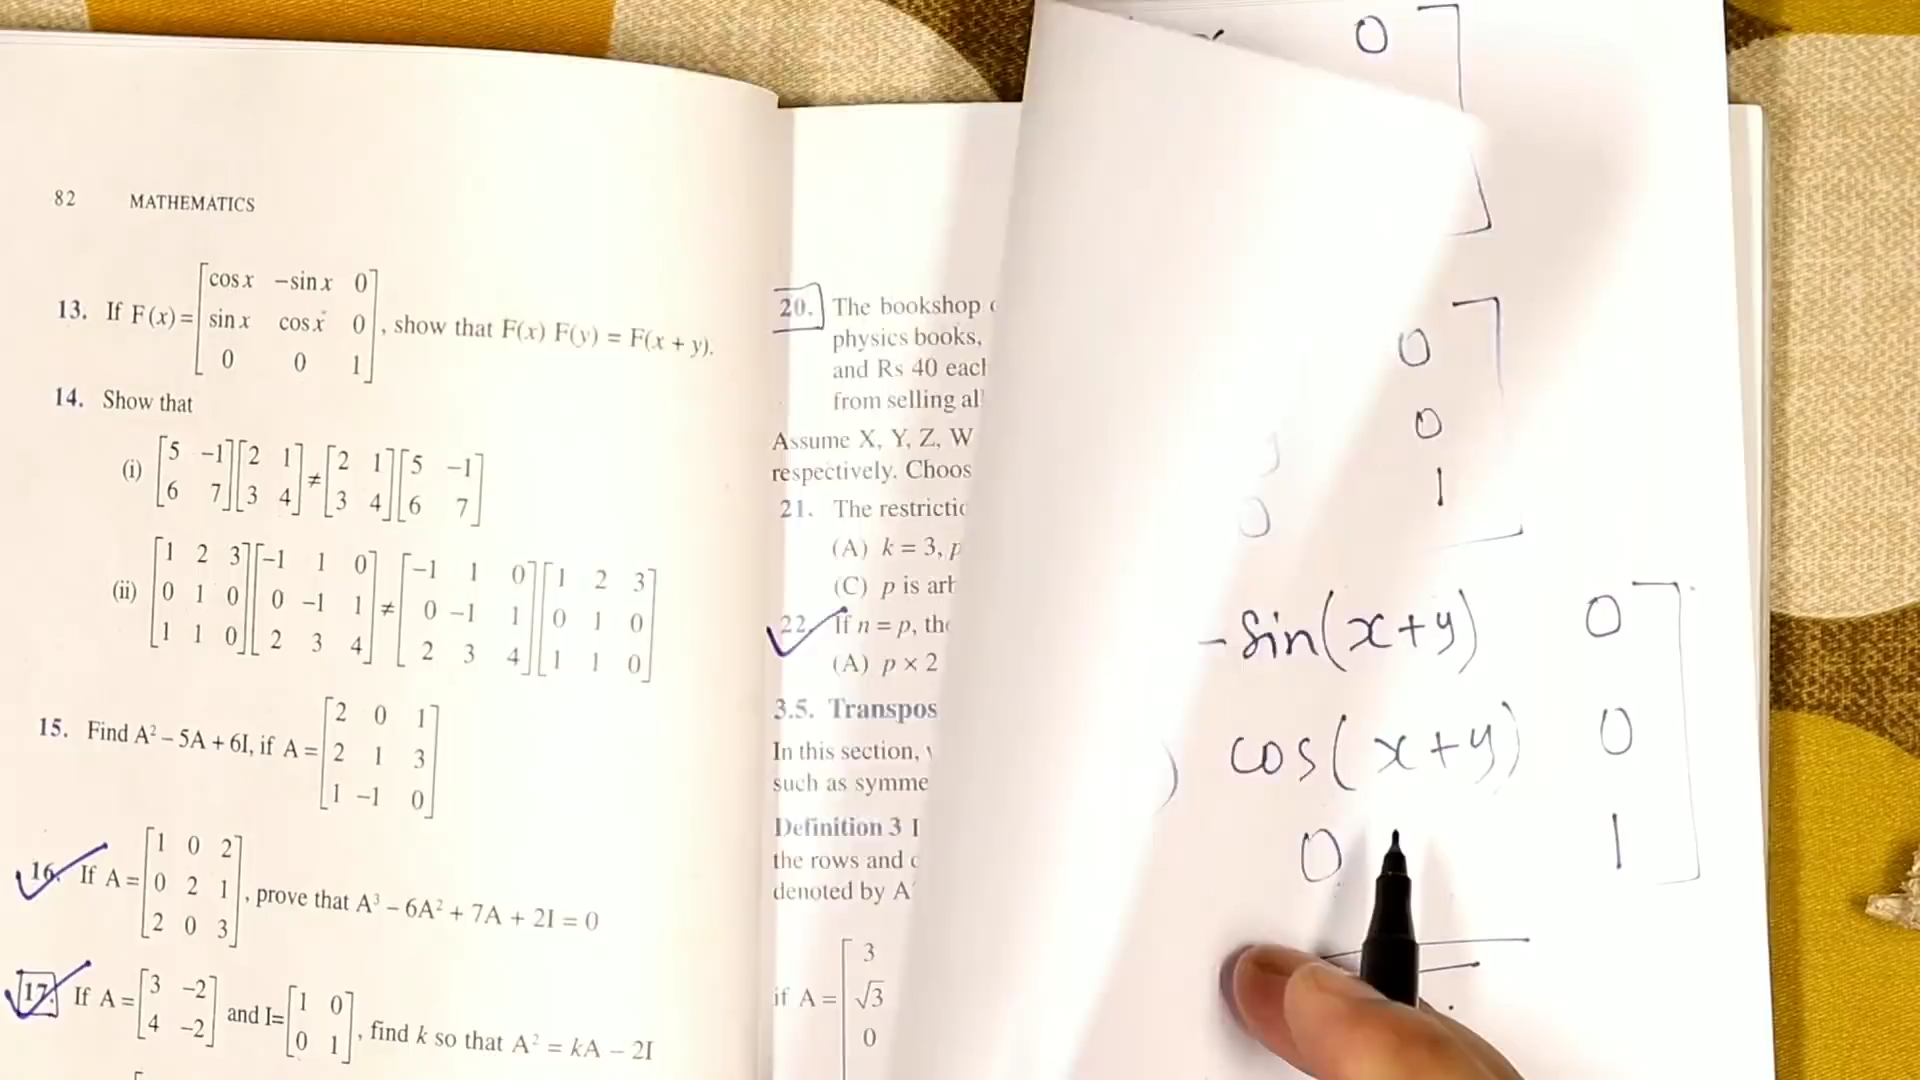 82 MATHEMATICS
13. If F(x) = [cos x −sin x 0
sin x cos x 0
0 0 1], show that F(x) F(y) = F(x + y).
14. Show that
(i) [5 −1
6 7] [2 1
3 4] ≠ [2 1
3 4] [5 −1
6 7]
(ii) [1 2 3
0 1 0
1 1 0] [−1 1 0
0 −1 1
2 3 4] ≠ [−1 1 0
0 −1 1
2 3 4] [1 2 3
0 1 0
1 1 0]
15. Find A² − 5A + 6I, if A = [2 0 1
2 1 3
1 −1 0]
16. If A = [1 0 2
0 2 1
2 0 3], prove that A³ − 6A² + 7A + 2I = 0
17. If A = [3 −2
4 −2] and I = [1 0
0 1], find k so that A² = kA − 2I
20. The bookshop
physics books,
and Rs 40 each
from selling al
Assume X, Y, Z, W
respectively. Choos
21. The restrictio
(A) k = 3, p
(C) p is arb
22. If n = p, the
(A) p × 2
3.5. Transpos
In this section,
such as symme
Definition 3 I
the rows and
denoted by A′
if A = [3
√3
0
0
0
0
0 1
−sin(x+y) 0
) cos(x+y) 0
0 1